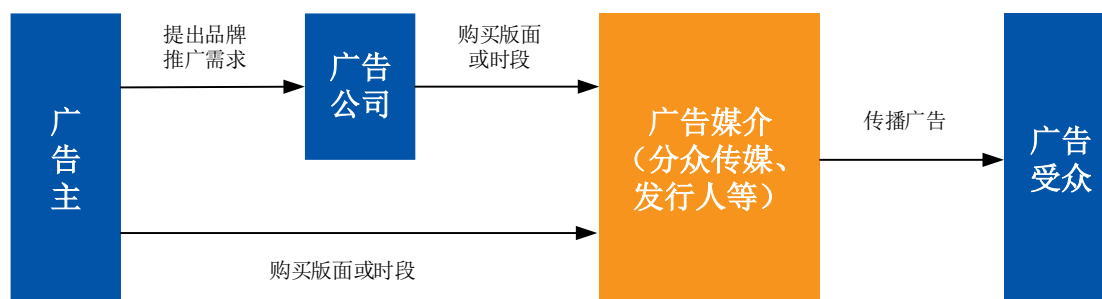 广
告
主
提出品牌
推广需求
广告
公司
购买版面
或时段
购买版面或时段
广告媒介
（分众传媒、
发行人等）
传播广告
广告
受众